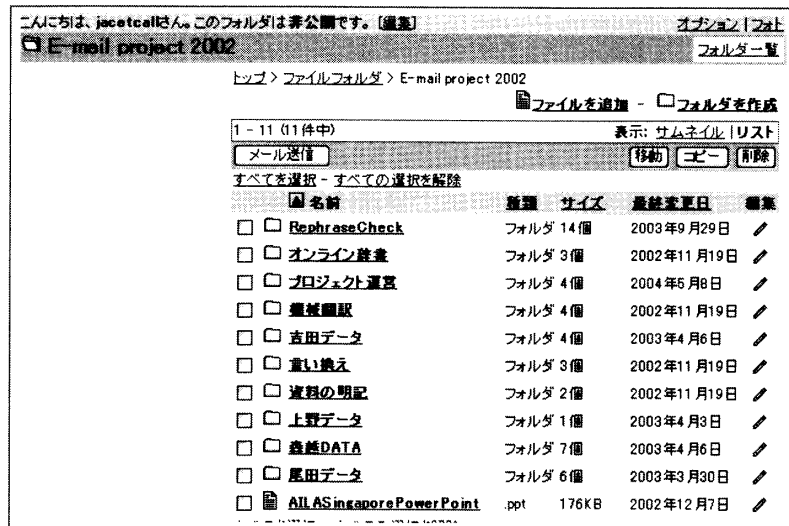 こんにちは、jacetcallさん。このフォルダは非公開です。[編集] オプション | フォト
E-mail project 2002 フォルダ一覧
トップ > ファイルフォルダ > E-mail project 2002
ファイルを追加 - フォルダを作成
1 - 11 (11件中) 表示: サムネイル | リスト
メール送信 移動 コピー 削除
すべてを選択 - すべての選択を解除
名前 種類 サイズ 最終変更日 編集
RephraseCheck フォルダ 14個 2003年9月29日
オンライン辞書 フォルダ 3個 2002年11月19日
プロジェクト運営 フォルダ 4個 2004年5月8日
機械翻訳 フォルダ 4個 2002年11月19日
吉田データ フォルダ 4個 2003年4月6日
言い換え フォルダ 3個 2002年11月19日
資料の明記 フォルダ 2個 2002年11月19日
上野データ フォルダ 1個 2003年4月3日
DATA フォルダ 7個 2003年4月6日
尾田データ フォルダ 6個 2003年3月30日
AILASingaporePowerPoint .ppt 176KB 2002年12月7日